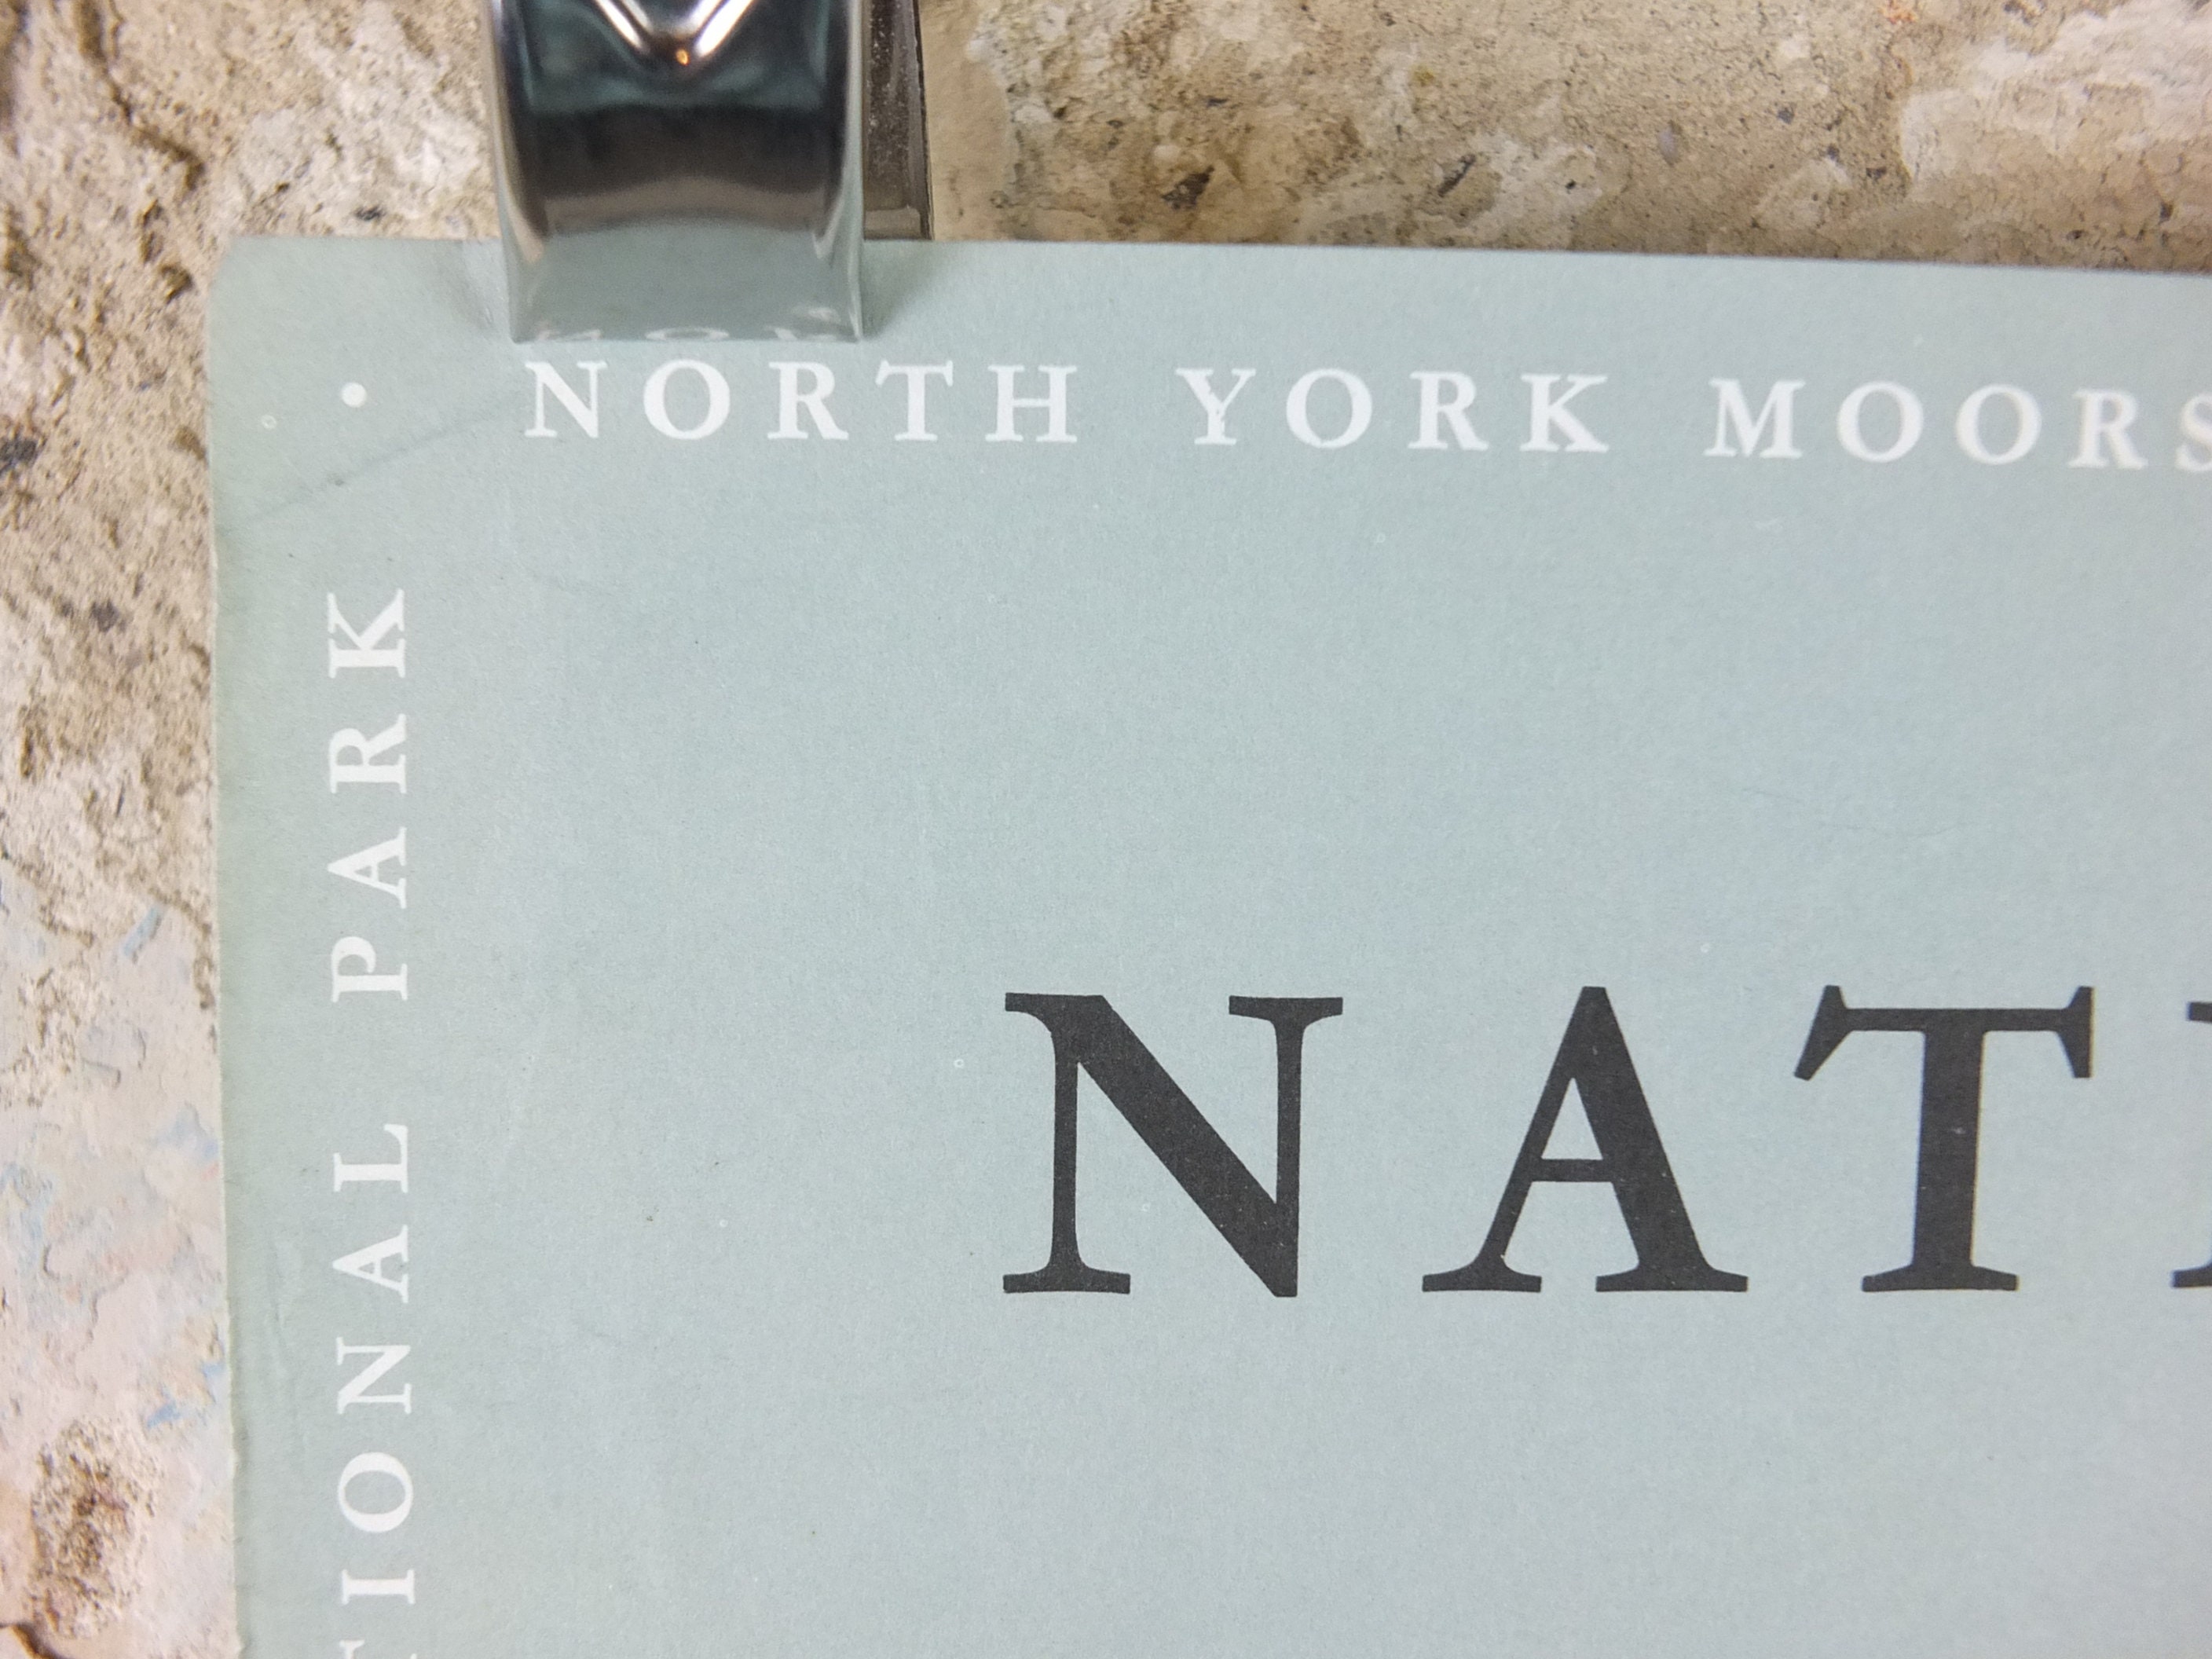 • NORTH YORK MOORS
TIONAL PARK
NAT